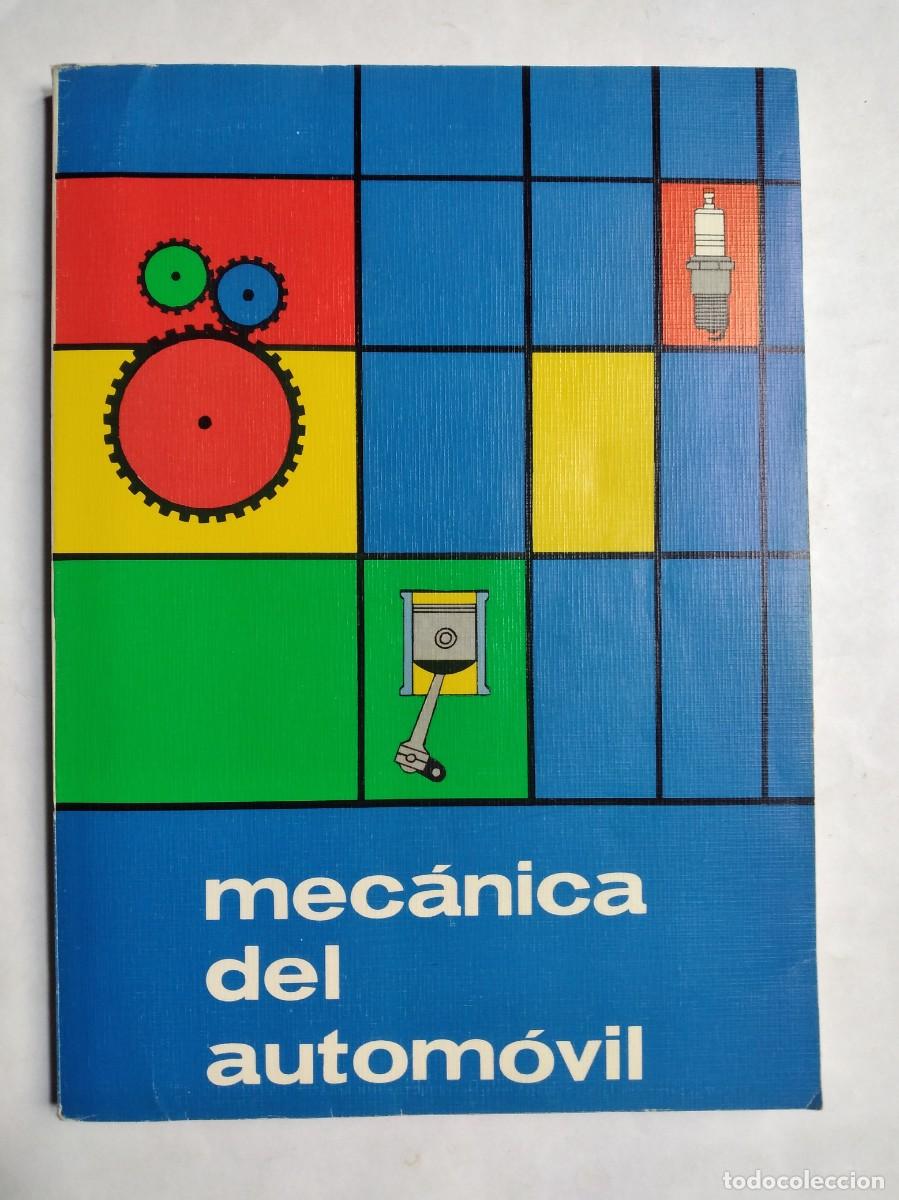 mecánica
del
automóvil
todocoleccion